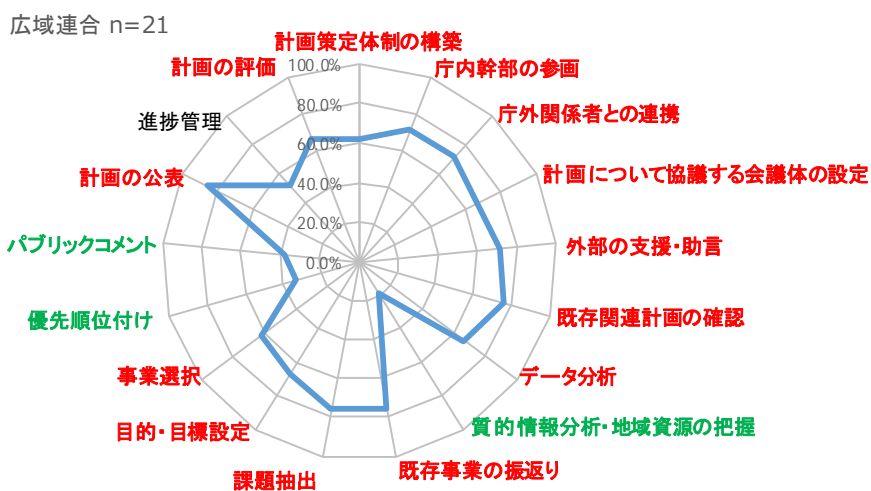 広域連合 n=21
計画策定体制の構築
庁内幹部の参画
庁外関係者との連携
計画について協議する会議体の設定
外部の支援・助言
既存関連計画の確認
データ分析
質的情報分析・地域資源の把握
既存事業の振返り
課題抽出
目的・目標設定
事業選択
優先順位付け
パブリックコメント
計画の公表
進捗管理
計画の評価
100.0%
80.0%
60.0%
40.0%
20.0%
0.0%